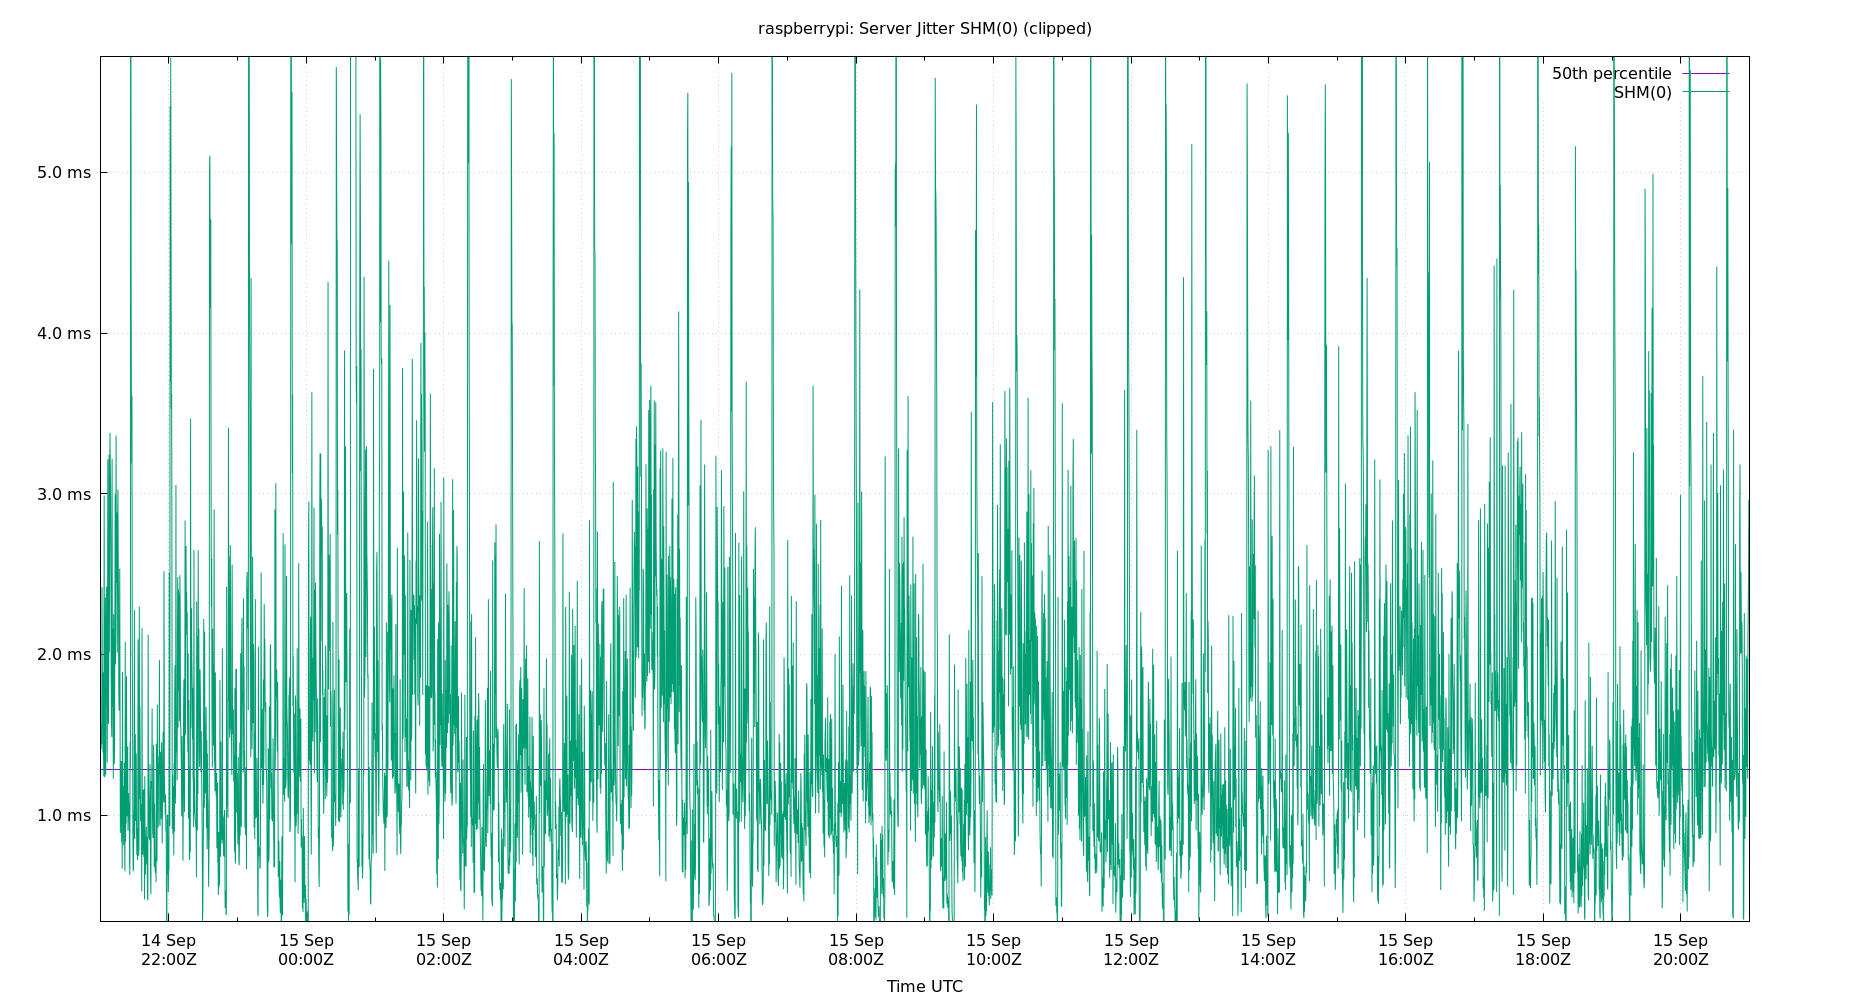 raspberrypi: Server Jitter SHM(0) (clipped)
50th percentile
SHM(0)
5.0 ms
4.0 ms
3.0 ms
2.0 ms
1.0 ms
14 Sep 15 Sep 15 Sep 15 Sep 15 Sep 15 Sep 15 Sep 15 Sep 15 Sep 15 Sep 15 Sep 15 Sep
22:00Z 00:00Z 02:00Z 04:00Z 06:00Z 08:00Z 10:00Z 12:00Z 14:00Z 16:00Z 18:00Z 20:00Z
Time UTC